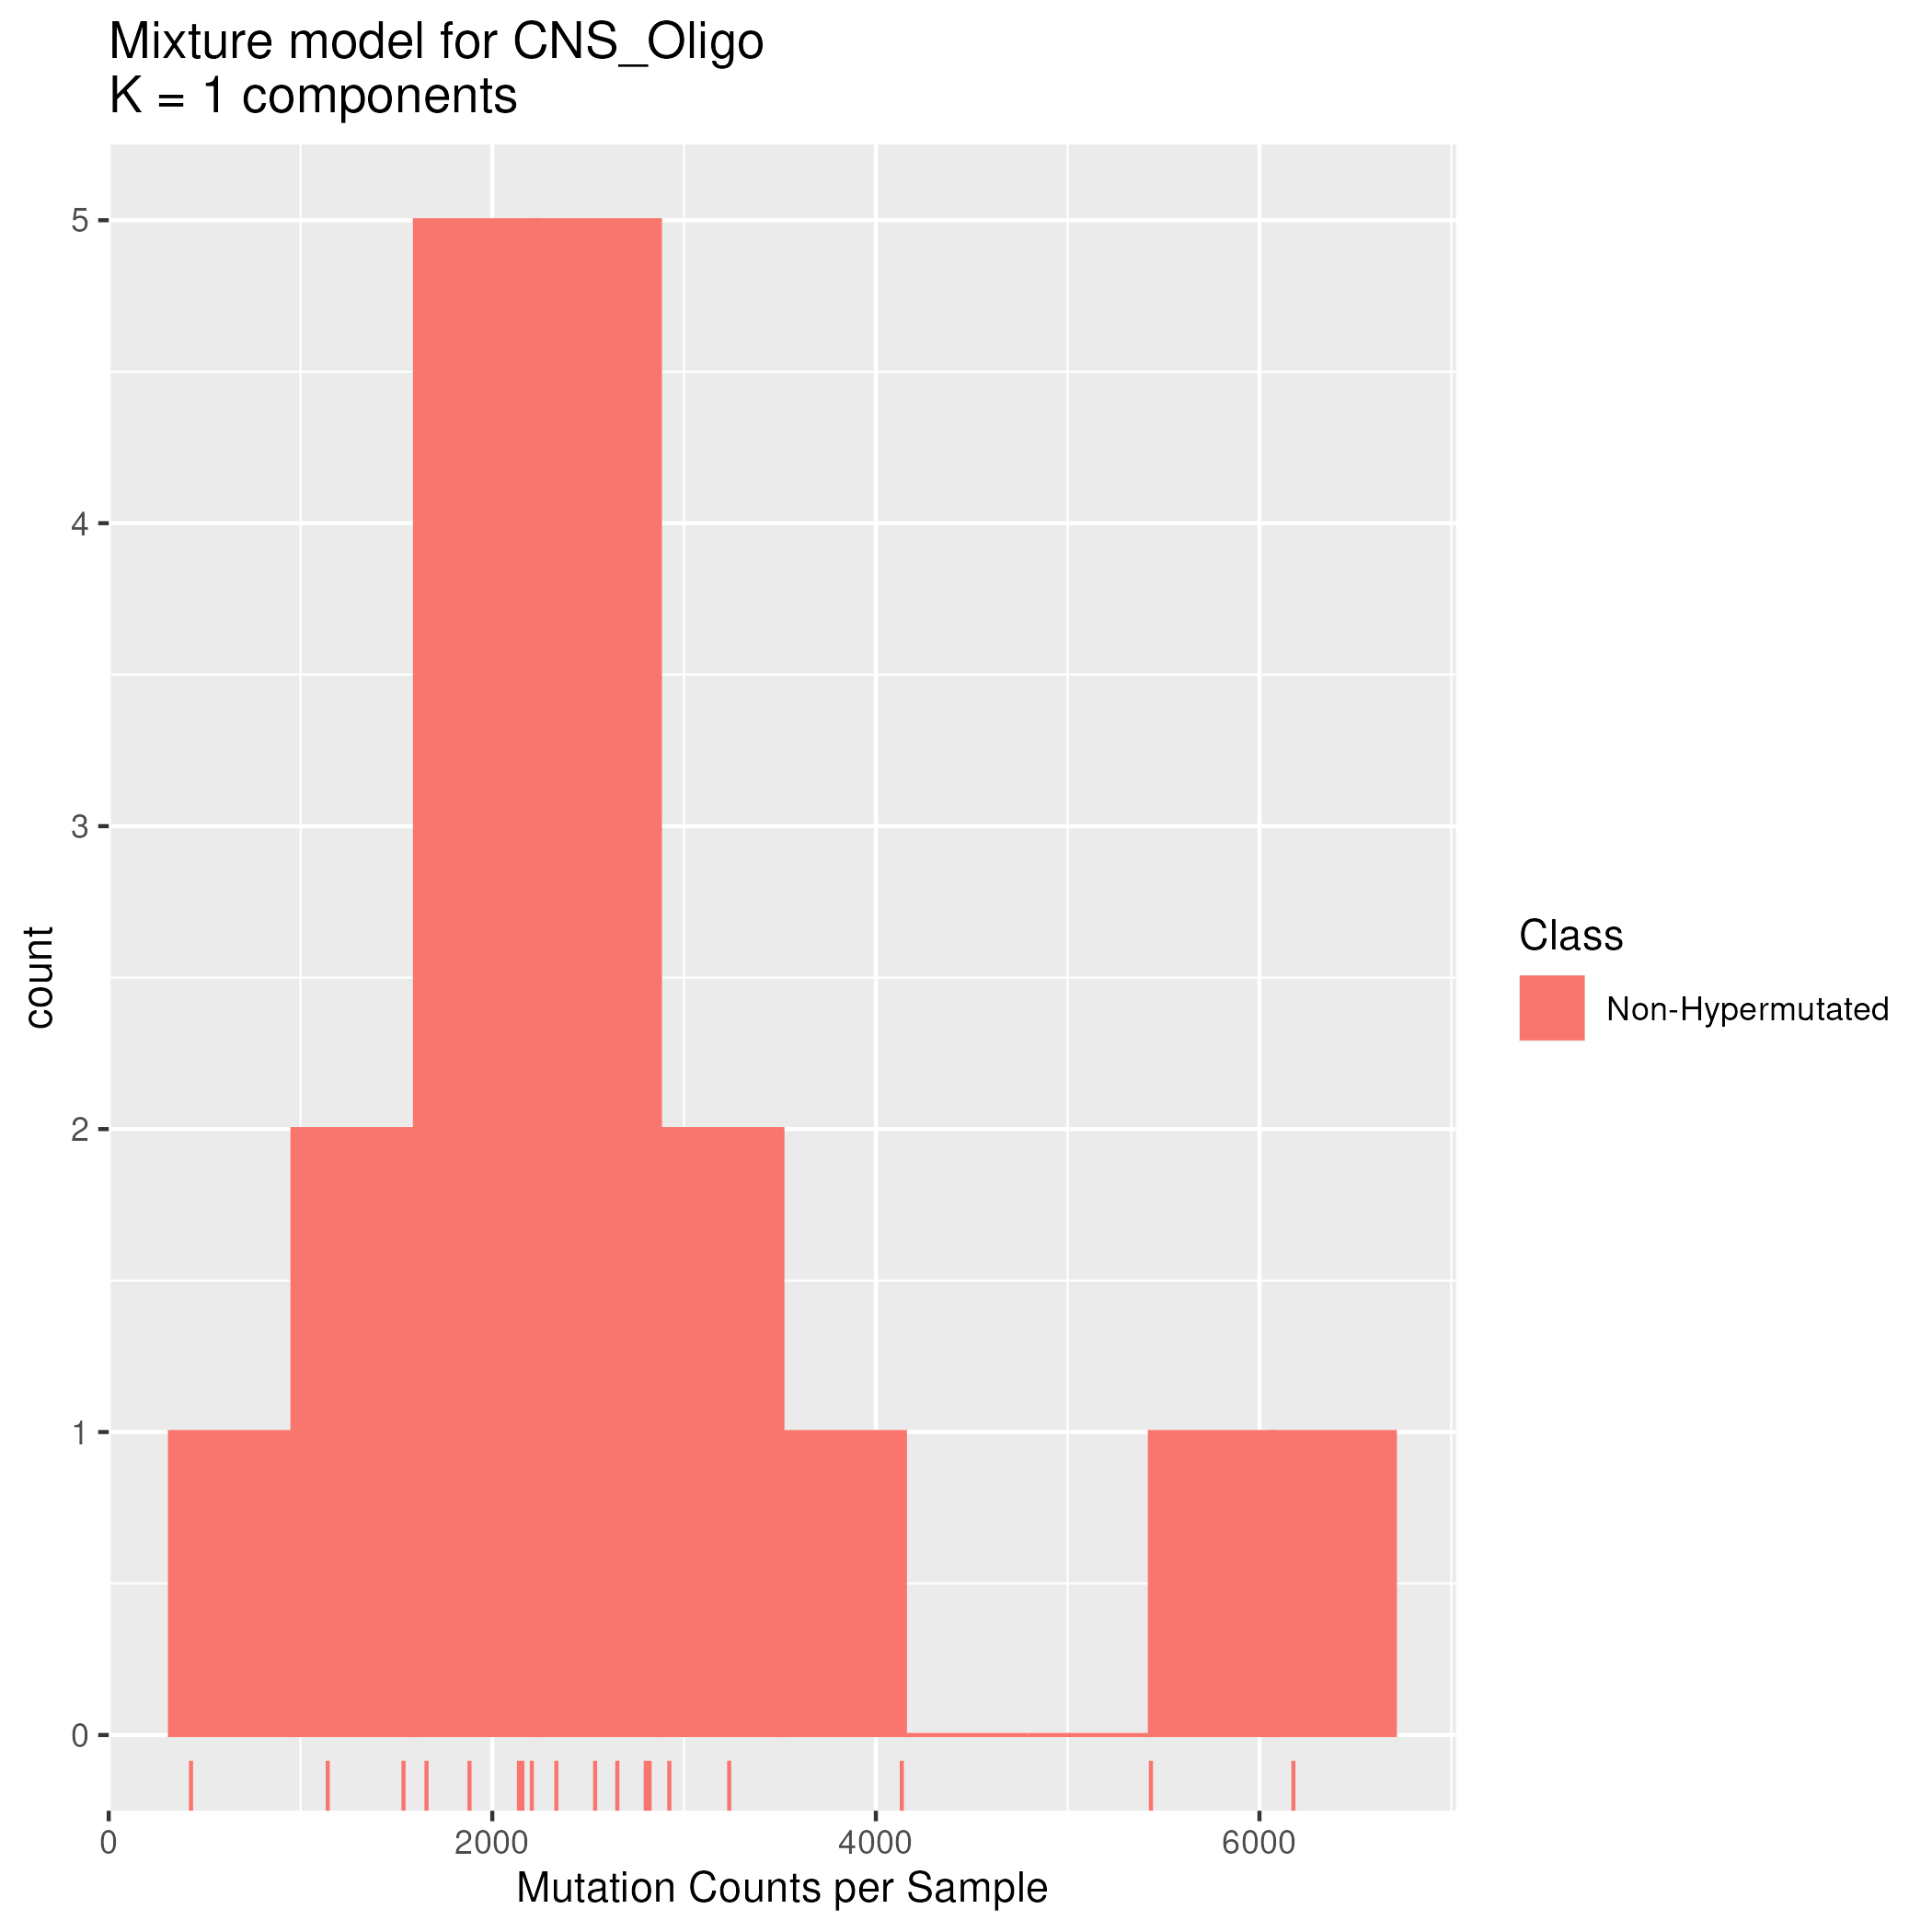 Mixture model for CNS_Oligo
K = 1 components
5
4
3
2
1
0
count
0 2000 4000 6000
Mutation Counts per Sample
Class
Non-Hypermutated